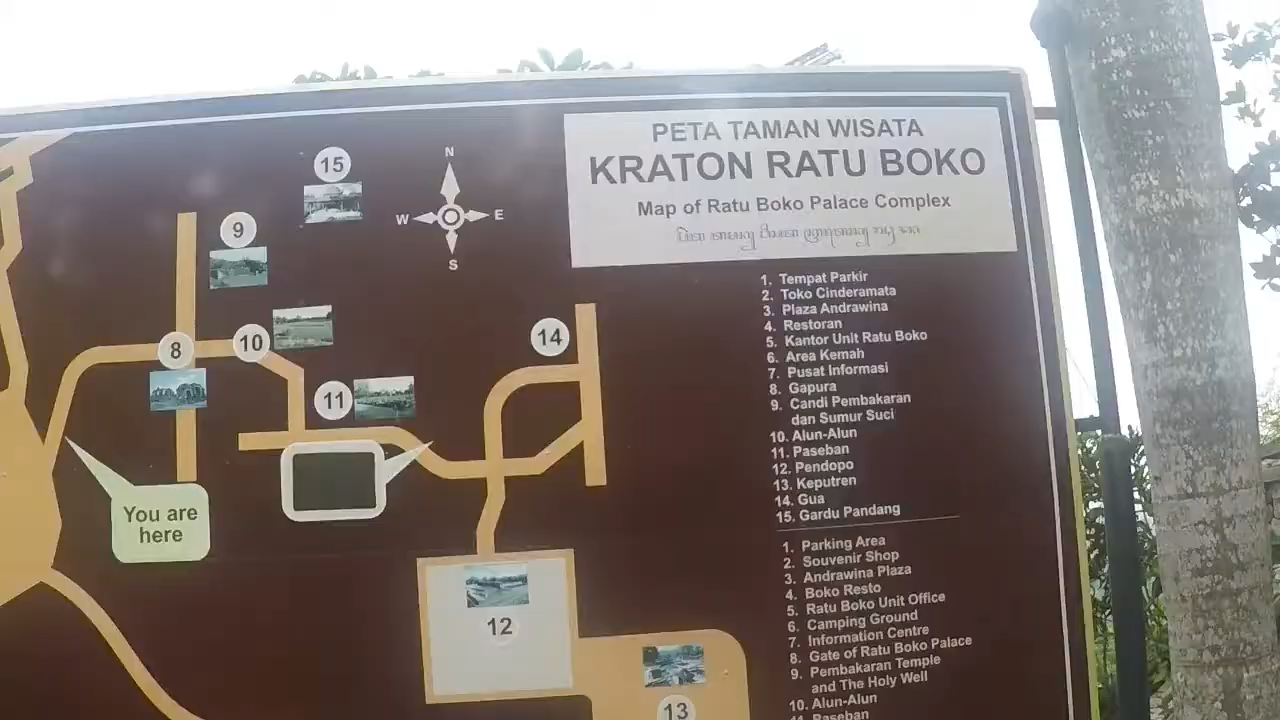 PETA TAMAN WISATA
KRATON RATU BOKO
Map of Ratu Boko Palace Complex
N
W E
S
15
9
8
10
11
14
12
13
You are
here
1. Tempat Parkir
2. Toko Cinderamata
3. Plaza Andrawina
4. Restoran
5. Kantor Unit Ratu Boko
6. Area Kemah
7. Pusat Informasi
8. Gapura
9. Candi Pembakaran
dan Sumur Suci
10. Alun-Alun
11. Paseban
12. Pendopo
13. Keputren
14. Gua
15. Gardu Pandang
1. Parking Area
2. Souvenir Shop
3. Andrawina Plaza
4. Boko Resto
5. Ratu Boko Unit Office
6. Camping Ground
7. Information Centre
8. Gate of Ratu Boko Palace
9. Pembakaran Temple
and The Holy Well
10. Alun-Alun
11. Paseban